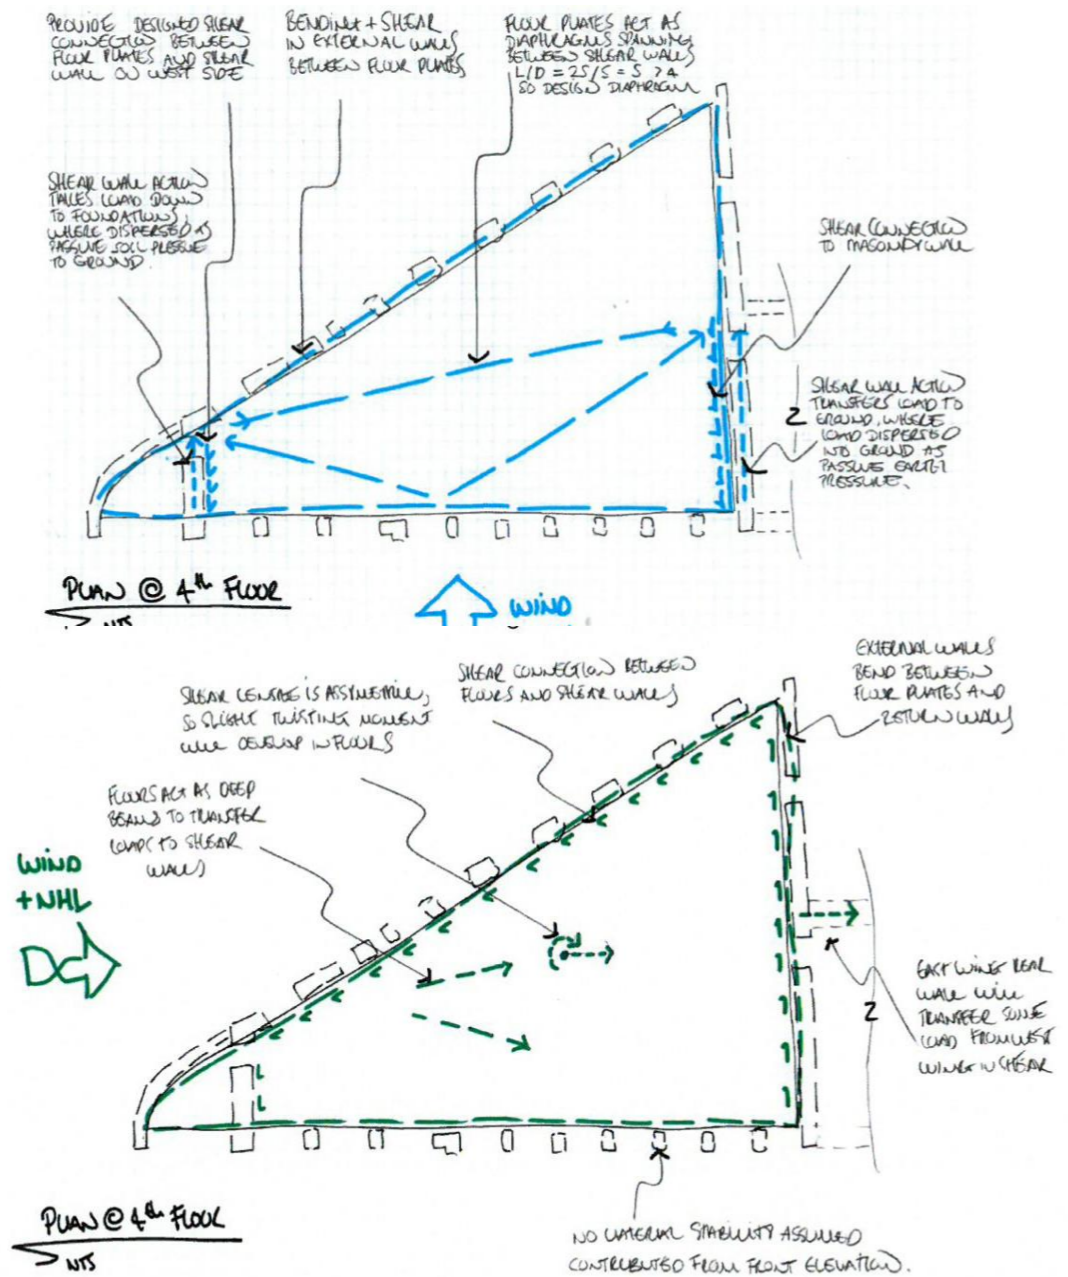 PROVIDE DESIGNED SHEAR
CONNECTION BETWEEN
FLOOR PLATES AND SHEAR
WALL ON WEST SIDE
BENDING + SHEAR
IN EXTERNAL WALLS
BETWEEN FLOOR PLATES
FLOOR PLATES ACT AS
DIAPHRAGMS SPANNING
BETWEEN SHEAR WALLS
L/D = 25/5 = 5 > 4
SO DESIGN DIAPHRAGM
SHEAR WALL ACTION
TAKES LOAD DOWN
TO FOUNDATIONS,
WHERE DISPERSED AS
PASSIVE SOIL PRESSURE
TO GROUND.
SHEAR CONNECTION
TO MASONRY WALL
SHEAR WALL ACTION
TRANSFERS LOAD TO
GROUND, WHERE
LOAD DISPERSED
INTO GROUND AS
PASSIVE EARTH
PRESSURE.
PLAN @ 4th FLOOR
NTS
WIND
EXTERNAL WALLS
BEND BETWEEN
FLOOR PLATES AND
RETURN WALLS
SHEAR CONNECTION BETWEEN
FLOORS AND SHEAR WALLS
SHEAR CENTRE IS ASSYMETRIC,
SO SLIGHT TWISTING MOMENT
WILL DEVELOP IN FLOORS
FLOORS ACT AS DEEP
BEAMS TO TRANSFER
LOADS TO SHEAR
WALLS
WIND
+NHL
EAST WING REAR
WALL WILL
TRANSFER SOME
LOAD FROM WEST
WING IN SHEAR
PLAN @ 4th FLOOR
NTS
NO LATERAL STABILITY ASSUMED
CONTRIBUTED FROM FRONT ELEVATION.